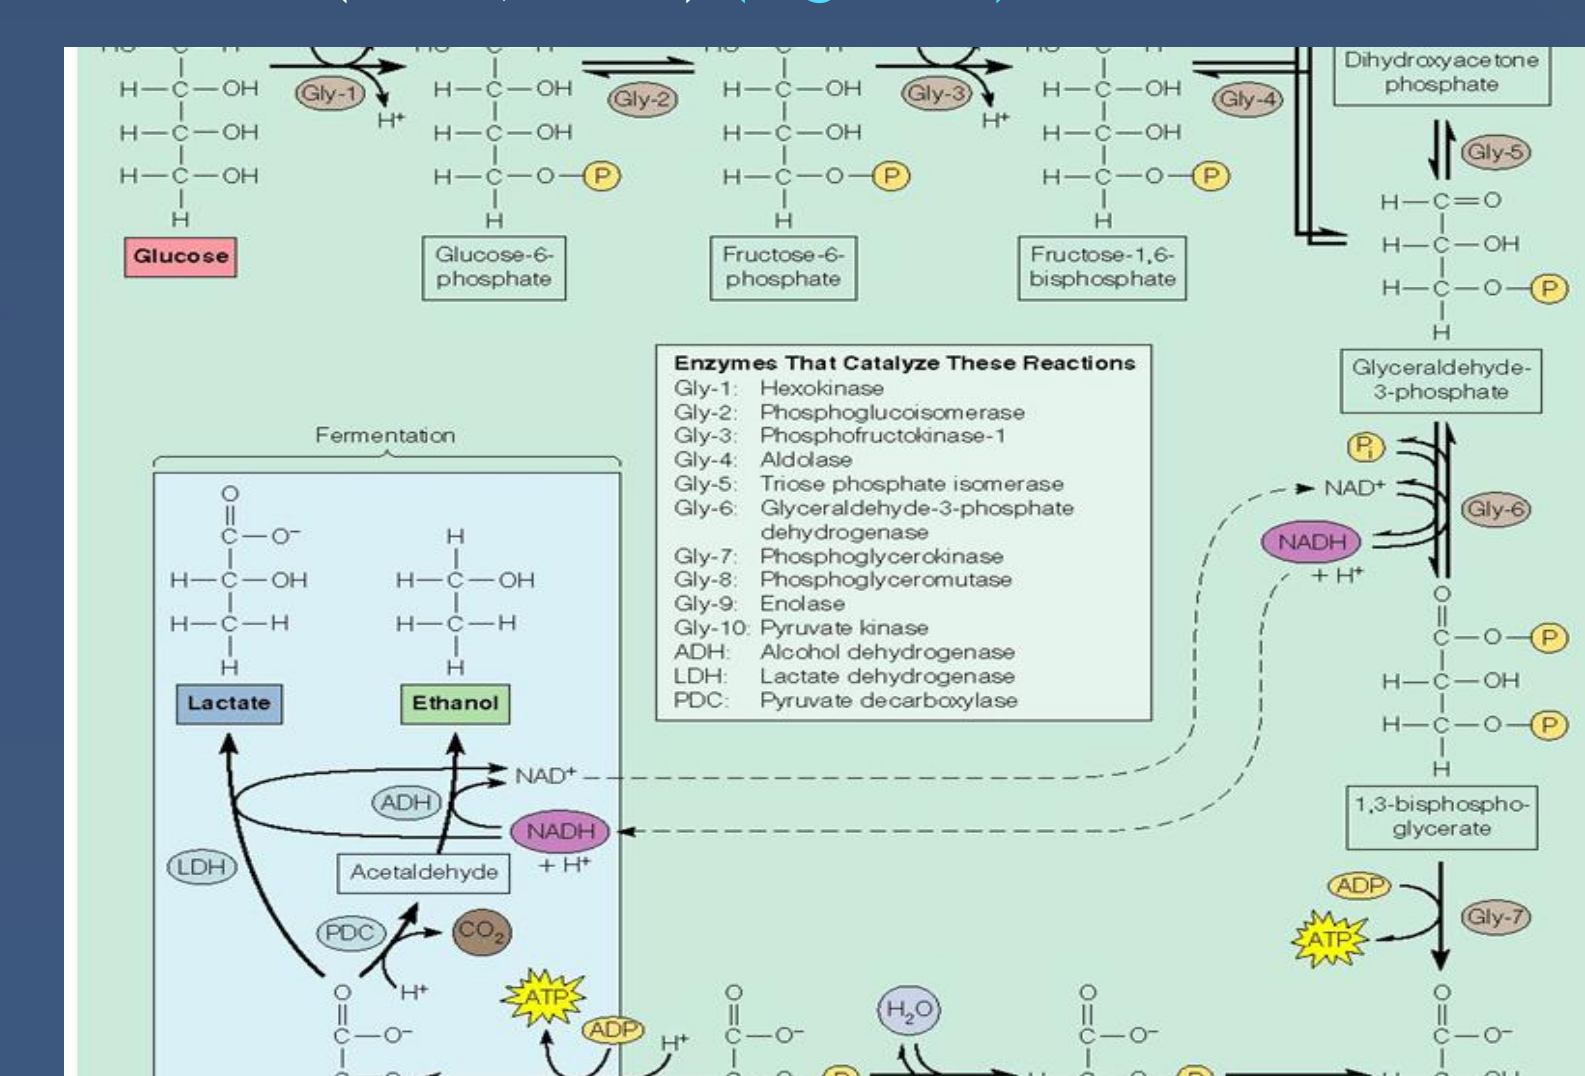 Gly-1
H+
Gly-2
Gly-3
H+
Gly-4
Dihydroxyacetone
phosphate
Gly-5
H—C—OH
H—C—OH
H—C—OH
H
Glucose
H—C—OH
H—C—OH
H—C—O—P
H
Glucose-6-
phosphate
H—C—OH
H—C—OH
H—C—O—P
H
Fructose-6-
phosphate
H—C—OH
H—C—OH
H—C—O—P
H
Fructose-1,6-
bisphosphate
H—C=O
H—C—OH
H—C—O—P
H
Glyceraldehyde-
3-phosphate
Enzymes That Catalyze These Reactions
Gly-1: Hexokinase
Gly-2: Phosphoglucoisomerase
Gly-3: Phosphofructokinase-1
Gly-4: Aldolase
Gly-5: Triose phosphate isomerase
Gly-6: Glyceraldehyde-3-phosphate
dehydrogenase
Gly-7: Phosphoglycerokinase
Gly-8: Phosphoglyceromutase
Gly-9: Enolase
Gly-10: Pyruvate kinase
ADH: Alcohol dehydrogenase
LDH: Lactate dehydrogenase
PDC: Pyruvate decarboxylase
Pi
NAD+
NADH
+ H+
Gly-6
O
C—O—P
H—C—OH
H—C—O—P
H
1,3-bisphospho-
glycerate
ADP
ATP
Gly-7
Fermentation
O
C—O−
H—C—OH
H—C—H
H
Lactate
H
H—C—OH
H—C—H
H
Ethanol
NAD+
ADH
NADH
+ H+
LDH
Acetaldehyde
PDC
CO2
H+
O
C—O−
ATP
ADP
H+
O
C—O−
H2O
O
C—O−
O
C—O−